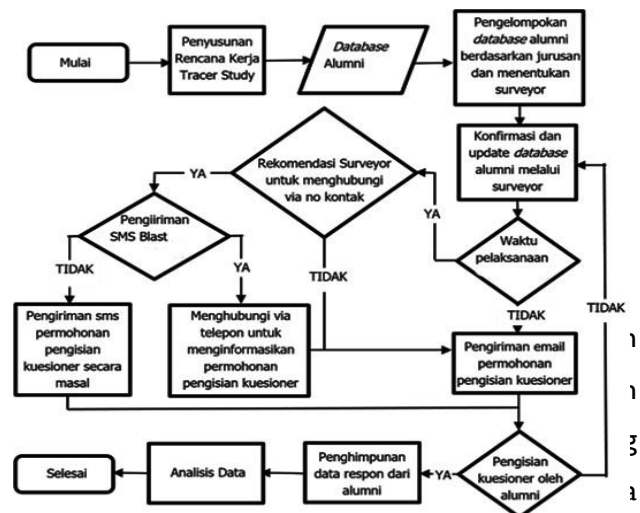 Mulai
Penyusunan
Rencana Kerja
Tracer Study
Database
Alumni
Pengelompokan
database alumni
berdasarkan jurusan
dan menentukan
surveyor
Konfirmasi dan
update database
alumni melalui
surveyor
Waktu
pelaksanaan
YA
TIDAK
Rekomendasi Surveyor
untuk menghubungi
via no kontak
YA
TIDAK
Pengiiriman
SMS Blast
TIDAK
YA
Pengiriman sms
permohonan
pengisian
kuesioner secara
masal
Menghubungi via
telepon untuk
menginformasikan
permohonan
pengisian kuesioner
Pengiriman email
permohonan
pengisian kuesioner
TIDAK
Pengisian
kuesioner oleh
alumni
YA
Penghimpunan
data respon dari
alumni
Analisis Data
Selesai
n
n
g
a